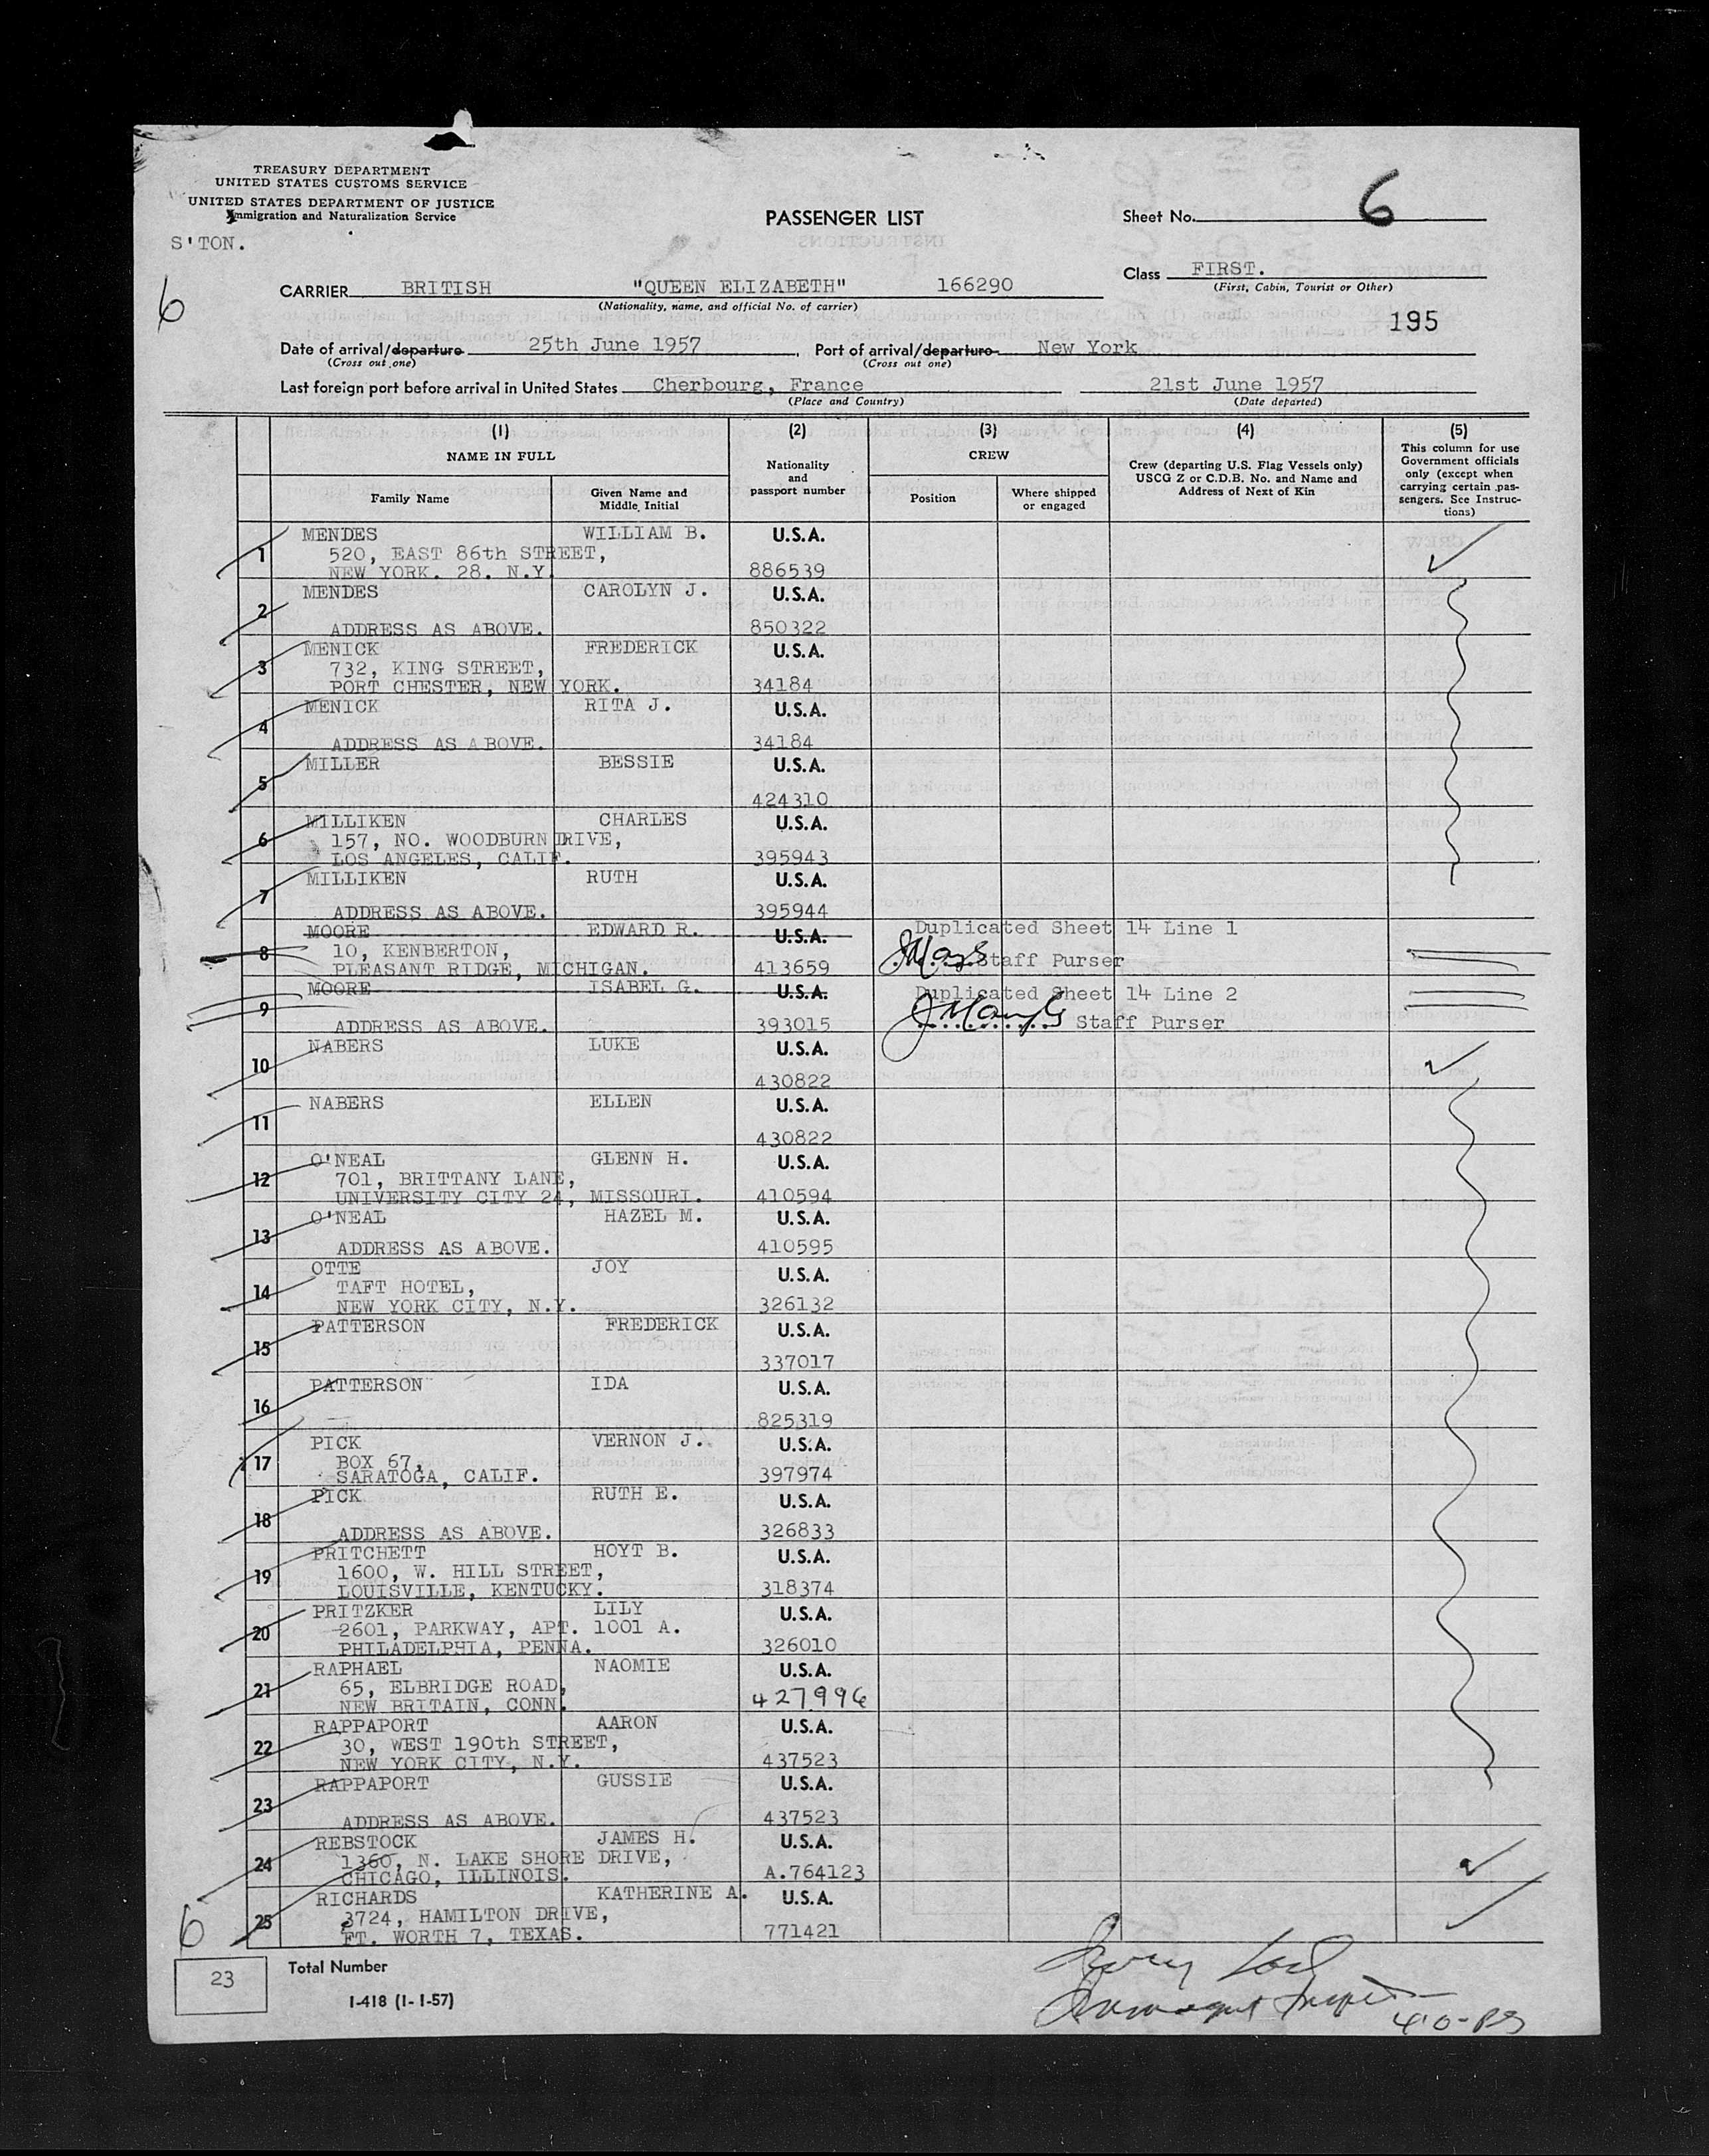 TREASURY DEPARTMENT
UNITED STATES CUSTOMS SERVICE
UNITED STATES DEPARTMENT OF JUSTICE
Immigration and Naturalization Service
S'TON.
PASSENGER LIST
Sheet No. 6
Class FIRST.
(First, Cabin, Tourist or Other)
6
CARRIER BRITISH "QUEEN ELIZABETH" 166290
(Nationality, name, and official No. of carrier)
195
Date of arrival/departure 25th June 1957, Port of arrival/departure New York
(Cross out one) (Cross out one)
Last foreign port before arrival in United States Cherbourg, France 21st June 1957
(Place and Country) (Date departed)
(1) (2) (3) (4) (5)
NAME IN FULL
Family Name
Given Name and Middle Initial
Nationality and passport number
CREW
Position
Where shipped or engaged
Crew (departing U.S. Flag Vessels only)
USCG Z or C.D.B. No. and Name and
Address of Next of Kin
This column for use
Government officials
only (except when
carrying certain pas-
sengers. See Instruc-
tions)
1 MENDES WILLIAM B. U.S.A.
520, EAST 86th STREET,
NEW YORK. 28. N.Y. 886539
2 MENDES CAROLYN J. U.S.A.
ADDRESS AS ABOVE. 850322
3 MENICK FREDERICK U.S.A.
732, KING STREET,
PORT CHESTER, NEW YORK. 34184
4 MENICK RITA J. U.S.A.
ADDRESS AS ABOVE. 34184
5 MILLER BESSIE U.S.A.
424310
6 MILLIKEN CHARLES U.S.A.
157, NO. WOODBURN DRIVE,
LOS ANGELES, CALIF. 395943
7 MILLIKEN RUTH U.S.A.
ADDRESS AS ABOVE. 395944
8 MOORE EDWARD R. U.S.A. Duplicated Sheet 14 Line 1
10, KENBERTON, Staff Purser
PLEASANT RIDGE, MICHIGAN. 413659
9 MOORE ISABEL G. U.S.A. Duplicated Sheet 14 Line 2
ADDRESS AS ABOVE. 393015 Staff Purser
10 NABERS LUKE U.S.A.
430822
11 NABERS ELLEN U.S.A.
430822
12 O'NEAL GLENN H. U.S.A.
701, BRITTANY LANE,
UNIVERSITY CITY 24, MISSOURI. 410594
13 O'NEAL HAZEL M. U.S.A.
ADDRESS AS ABOVE. 410595
14 OTTE JOY U.S.A.
TAFT HOTEL,
NEW YORK CITY, N.Y. 326132
15 PATTERSON FREDERICK U.S.A.
337017
16 PATTERSON IDA U.S.A.
825319
17 PICK VERNON J. U.S.A.
BOX 67,
SARATOGA, CALIF. 397974
18 PICK RUTH E. U.S.A.
ADDRESS AS ABOVE. 326833
19 PRITCHETT HOYT B. U.S.A.
1600, W. HILL STREET,
LOUISVILLE, KENTUCKY. 318374
20 PRITZKER LILY U.S.A.
2601, PARKWAY, APT. 1001 A.
PHILADELPHIA, PENNA. 326010
21 RAPHAEL NAOMIE U.S.A.
65, ELBRIDGE ROAD,
NEW BRITAIN, CONN. 427996
22 RAPPAPORT AARON U.S.A.
30, WEST 190th STREET,
NEW YORK CITY, N.Y. 437523
23 RAPPAPORT GUSSIE U.S.A.
ADDRESS AS ABOVE. 437523
24 REBSTOCK JAMES H. U.S.A.
1360, N. LAKE SHORE DRIVE,
CHICAGO, ILLINOIS. A.764123
25 RICHARDS KATHERINE A. U.S.A.
3724, HAMILTON DRIVE,
FT. WORTH 7, TEXAS. 771421
6
23 Total Number
I-418 (1-1-57)